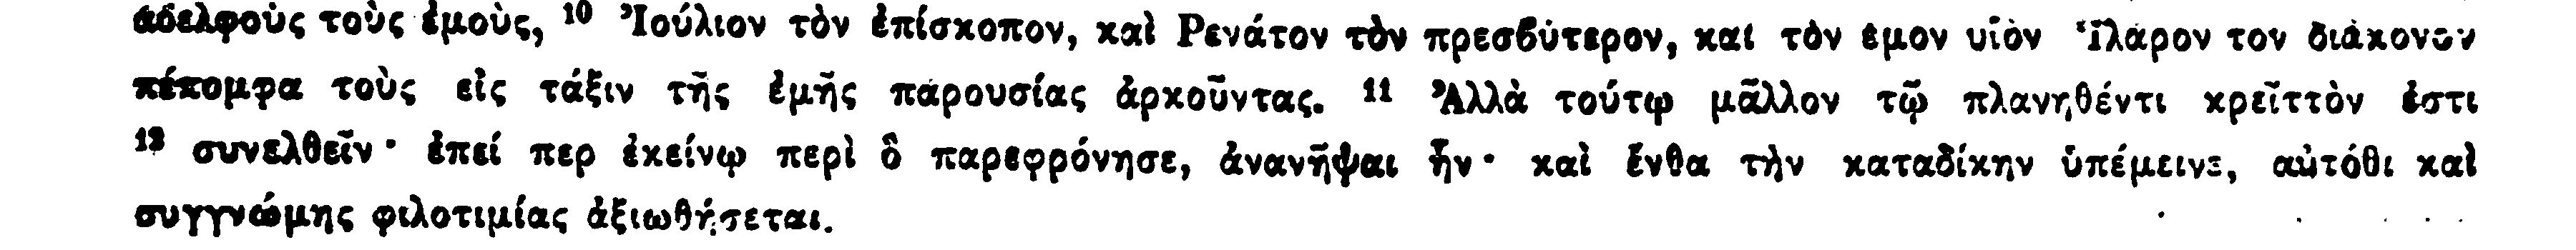 ἀδελφοὺς τοὺς ἐμοὺς, 10 Ἰούλιον τὸν ἐπίσκοπον, καὶ Ῥενάτον τὸν πρεσβύτερον, καὶ τὸν ἐμὸν υἱὸν Ἵλαρον τὸν διάκονον
πέπομφα τοὺς εἰς τάξιν τῆς ἐμῆς παρουσίας ἀρκοῦντας. 11 Ἀλλὰ τούτῳ μᾶλλον τῷ πλανηθέντι κρεῖττόν ἐστι
12 συνελθεῖν· ἐπεί περ ἐκείνῳ περὶ ὃ παρεφρόνησε, ἀνανῆψαι ἦν· καὶ ἔνθα τὴν καταδίκην ὑπέμεινε, αὐτόθι καὶ
συγγνώμης φιλοτιμίας ἀξιωθήσεται.